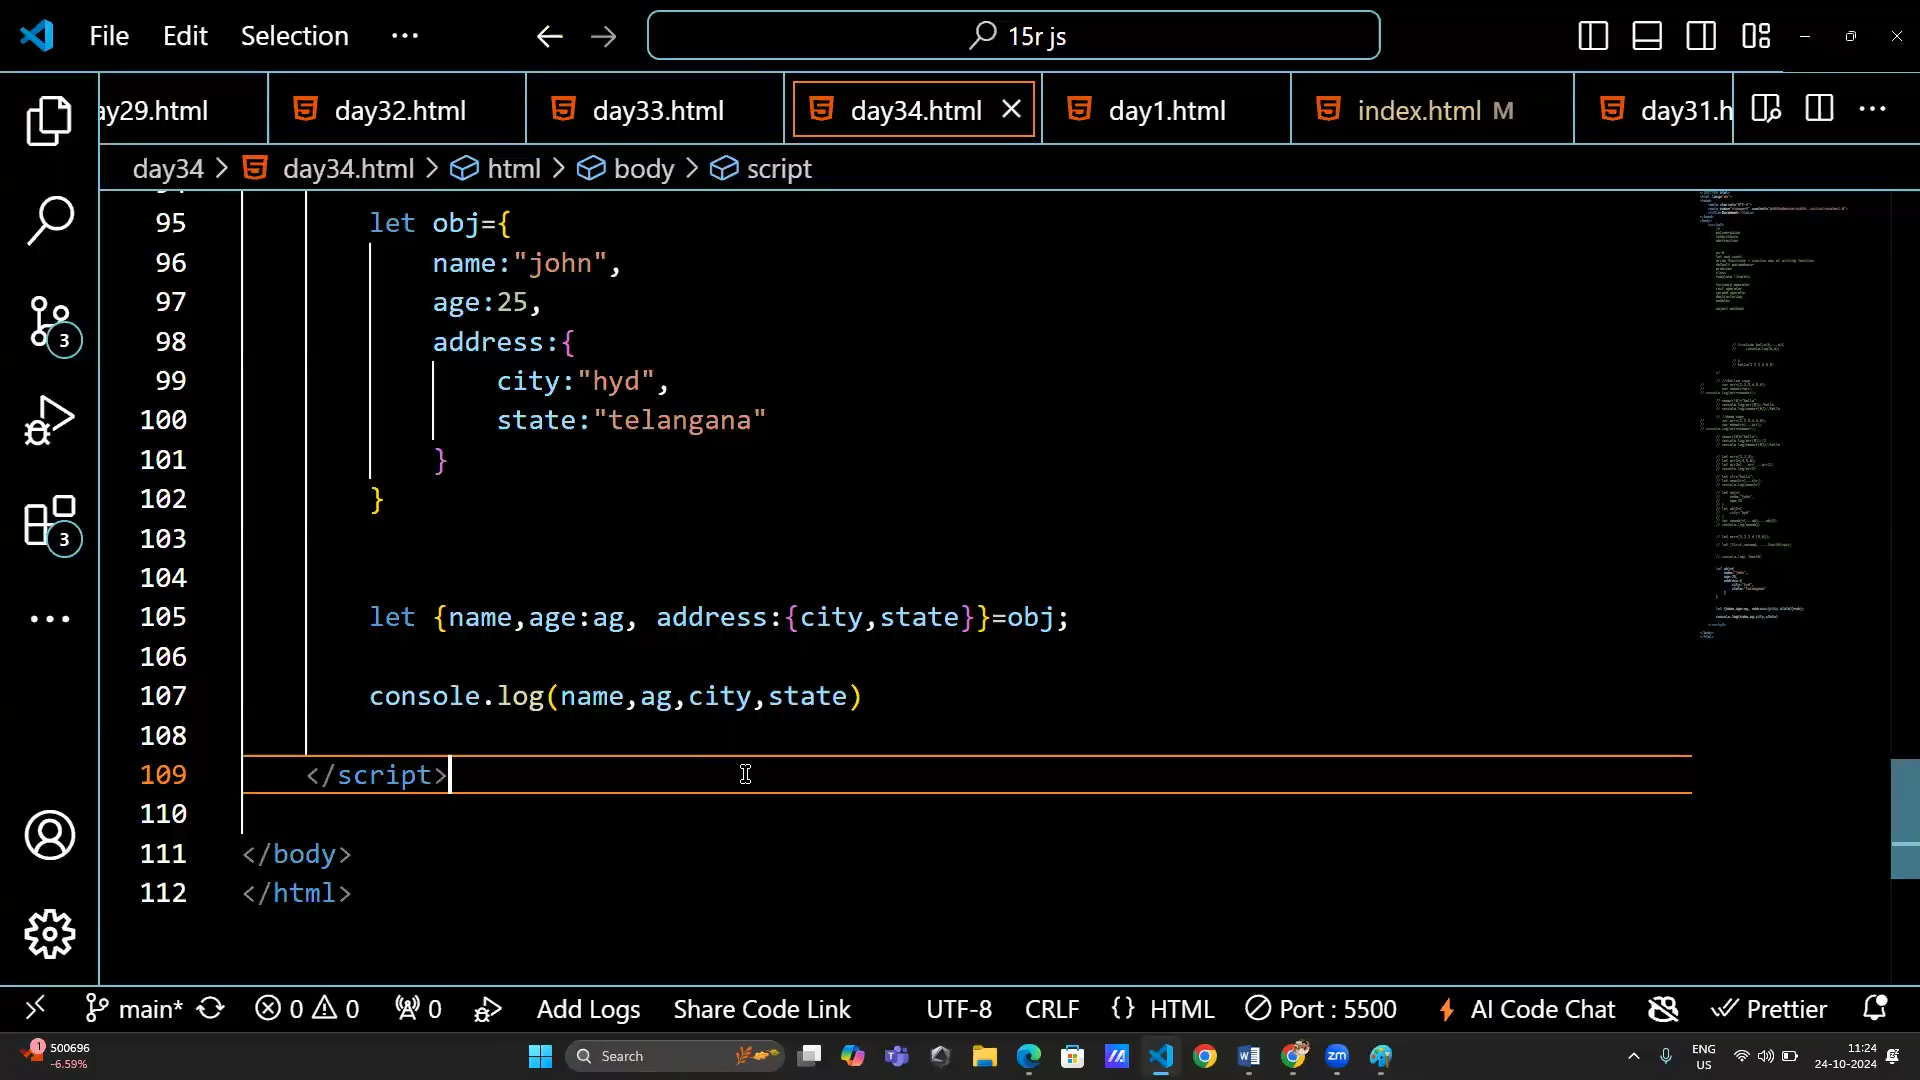 File Edit Selection ··· 15r js
ay29.html day32.html day33.html day34.html day1.html index.html M day31.h
day34 > day34.html > html > body > script
95 let obj={
96 name:"john",
97 age:25,
98 address:{
99 city:"hyd",
100 state:"telangana"
101 }
102 }
103
104
105 let {name,age:ag, address:{city,state}}=obj;
106
107 console.log(name,ag,city,state)
108
109 </script>
110
111 </body>
112 </html>
3
3
main* 0 0 0 Add Logs Share Code Link UTF-8 CRLF {} HTML Port : 5500 AI Code Chat Prettier
1 500696
-6.59%
Search
zm
ENG
US
11:24
24-10-2024